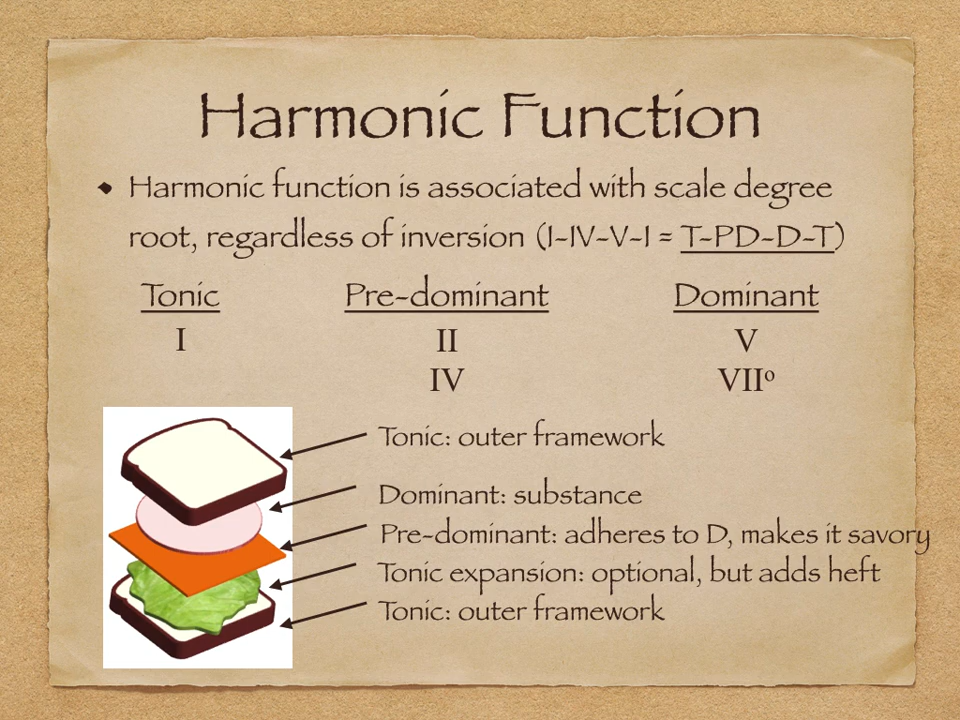 Harmonic Function
◆ Harmonic function is associated with scale degree
root, regardless of inversion (I-IV-V-I = T-PD-D-T)
Tonic Pre-dominant Dominant
I II V
IV VIIº
Tonic: outer framework
Dominant: substance
Pre-dominant: adheres to D, makes it savory
Tonic expansion: optional, but adds heft
Tonic: outer framework